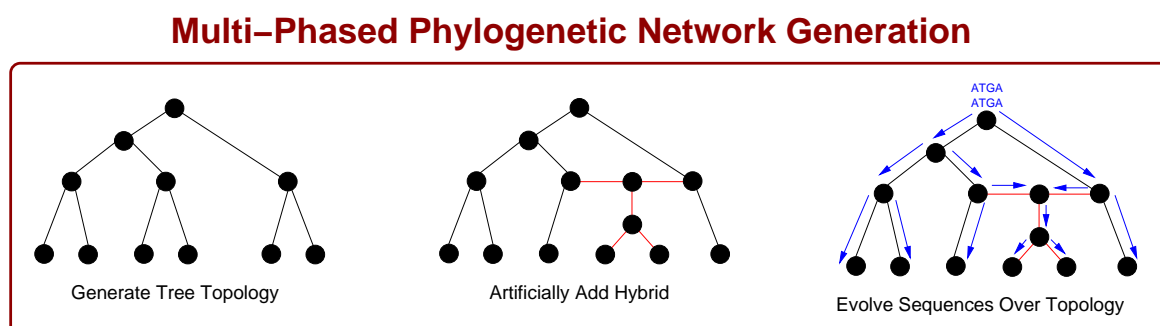 Multi–Phased Phylogenetic Network Generation
ATGA
ATGA
Generate Tree Topology
Artificially Add Hybrid
Evolve Sequences Over Topology